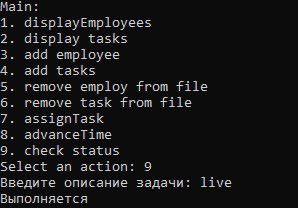 Main:
1. displayEmployees
2. display tasks
3. add employee
4. add tasks
5. remove employ from file
6. remove task from file
7. assignTask
8. advanceTime
9. check status
Select an action: 9
Введите описание задачи: live
Выполняется